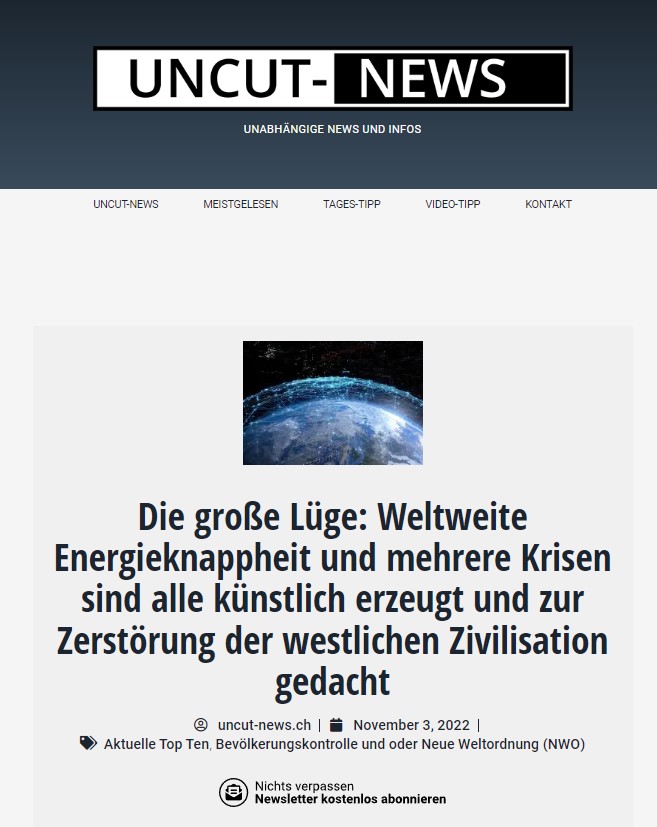 UNCUT- NEWS
UNABHÄNGIGE NEWS UND INFOS
UNCUT-NEWS MEISTGELESEN TAGES-TIPP VIDEO-TIPP KONTAKT
Die große Lüge: Weltweite
Energieknappheit und mehrere Krisen
sind alle künstlich erzeugt und zur
Zerstörung der westlichen Zivilisation
gedacht
uncut-news.ch | November 3, 2022 |
Aktuelle Top Ten, Bevölkerungskontrolle und oder Neue Weltordnung (NWO)
Nichts verpassen
Newsletter kostenlos abonnieren